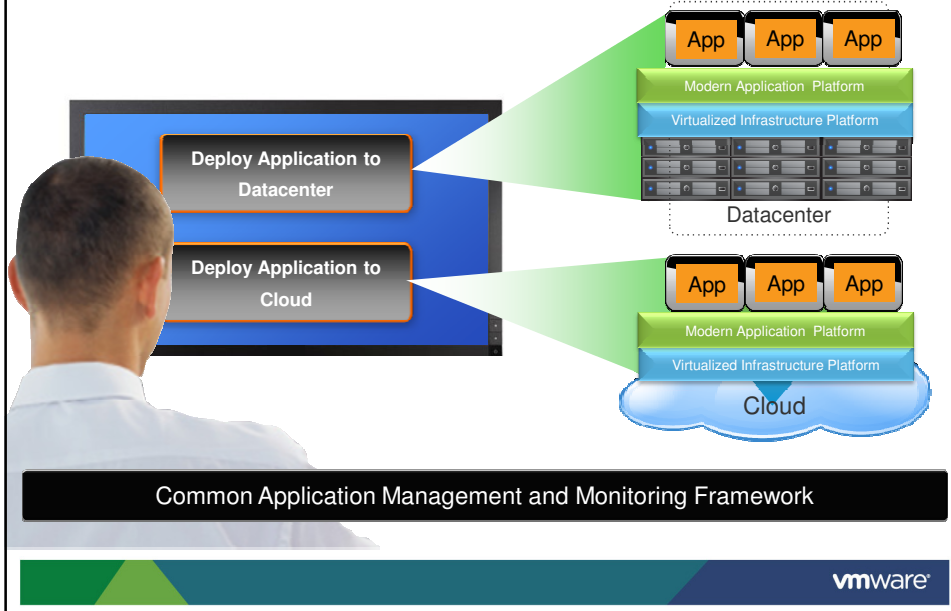 App App App
Modern Application Platform
Virtualized Infrastructure Platform
Datacenter
Deploy Application to
Datacenter
Deploy Application to
Cloud
App App App
Modern Application Platform
Virtualized Infrastructure Platform
Cloud
Common Application Management and Monitoring Framework
vmware®